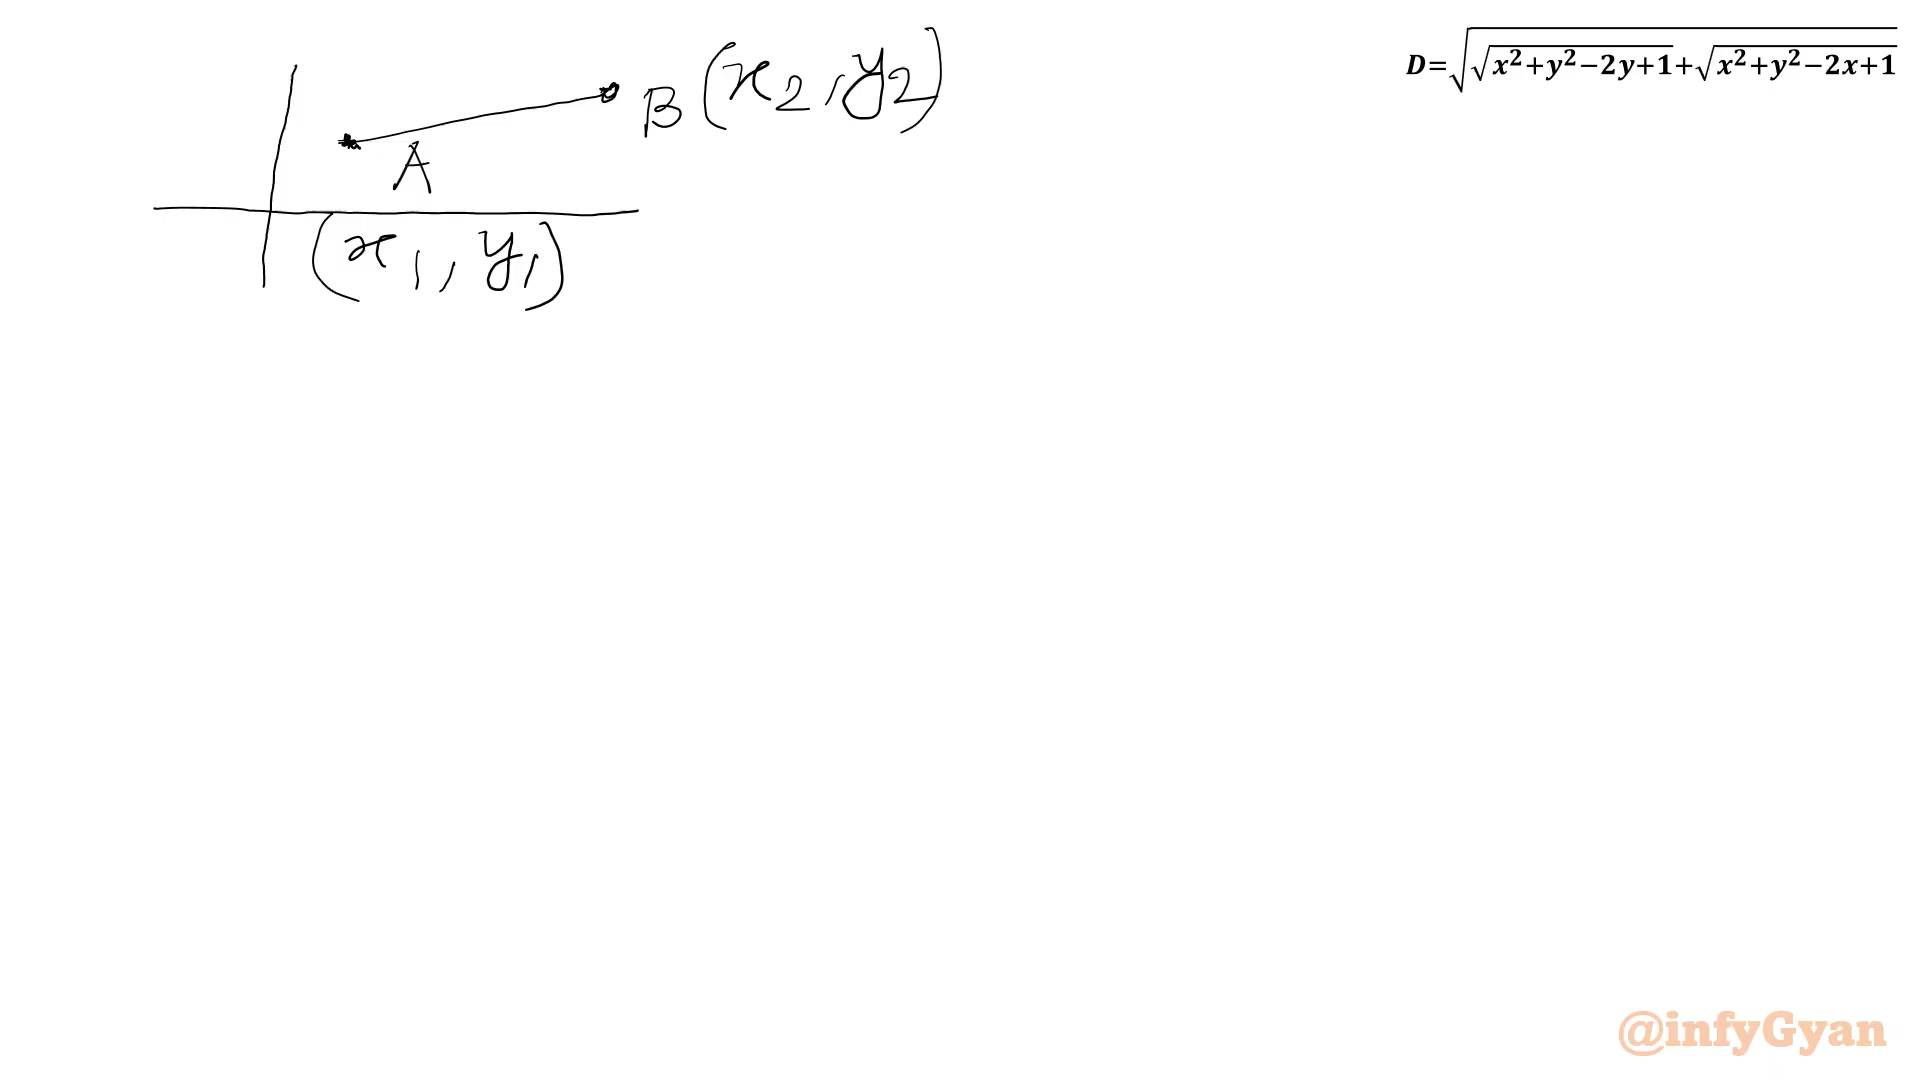 B (x₂, y₂)
D=√(√(x²+y²−2y+1)+√(x²+y²−2x+1))
A
(x₁, y₁)
@infyGyan